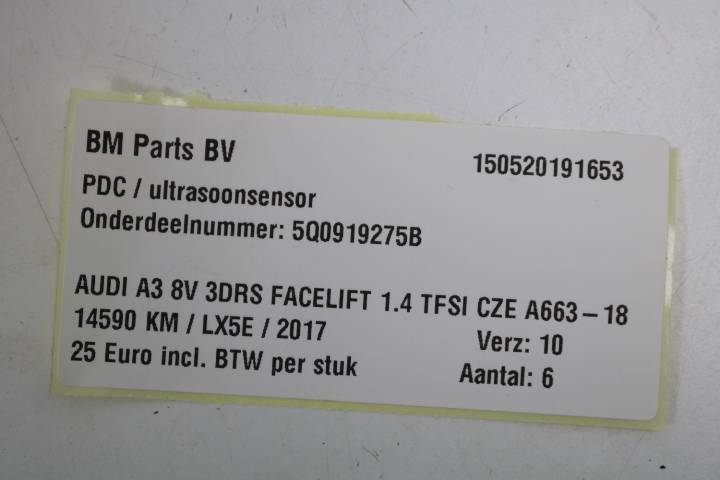 BM Parts BV 150520191653
PDC / ultrasoonsensor
Onderdeelnummer: 5Q0919275B
AUDI A3 8V 3DRS FACELIFT 1.4 TFSI CZE A663-18
14590 KM / LX5E / 2017 Verz: 10
25 Euro incl. BTW per stuk Aantal: 6